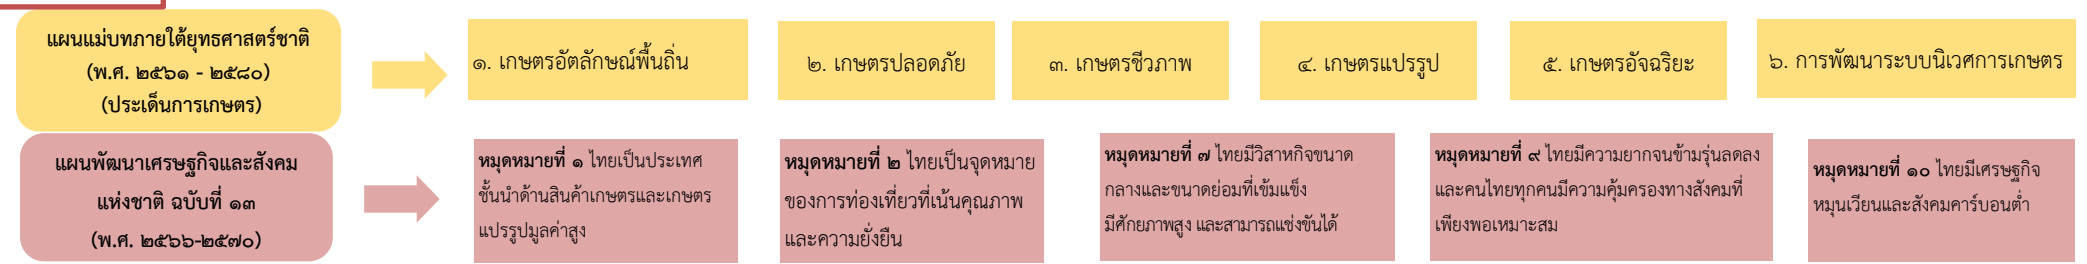 แผนแม่บทภายใต้ยุทธศาสตร์ชาติ
(พ.ศ. ๒๕๖๑ - ๒๕๘๐)
(ประเด็นการเกษตร)
๑. เกษตรอัตลักษณ์พื้นถิ่น
๒. เกษตรปลอดภัย
๓. เกษตรชีวภาพ
๔. เกษตรแปรรูป
๕. เกษตรอัจฉริยะ
๖. การพัฒนาระบบนิเวศการเกษตร
แผนพัฒนาเศรษฐกิจและสังคม
แห่งชาติ ฉบับที่ ๑๓
(พ.ศ. ๒๕๖๖-๒๕๗๐)
หมุดหมายที่ ๑ ไทยเป็นประเทศ
ชั้นนำด้านสินค้าเกษตรและเกษตร
แปรรูปมูลค่าสูง
หมุดหมายที่ ๒ ไทยเป็นจุดหมาย
ของการท่องเที่ยวที่เน้นคุณภาพ
และความยั่งยืน
หมุดหมายที่ ๗ ไทยมีวิสาหกิจขนาด
กลางและขนาดย่อมที่เข้มแข็ง
มีศักยภาพสูง และสามารถแข่งขันได้
หมุดหมายที่ ๙ ไทยมีความยากจนข้ามรุ่นลดลง
และคนไทยทุกคนมีความคุ้มครองทางสังคมที่
เพียงพอเหมาะสม
หมุดหมายที่ ๑๐ ไทยมีเศรษฐกิจ
หมุนเวียนและสังคมคาร์บอนต่ำ